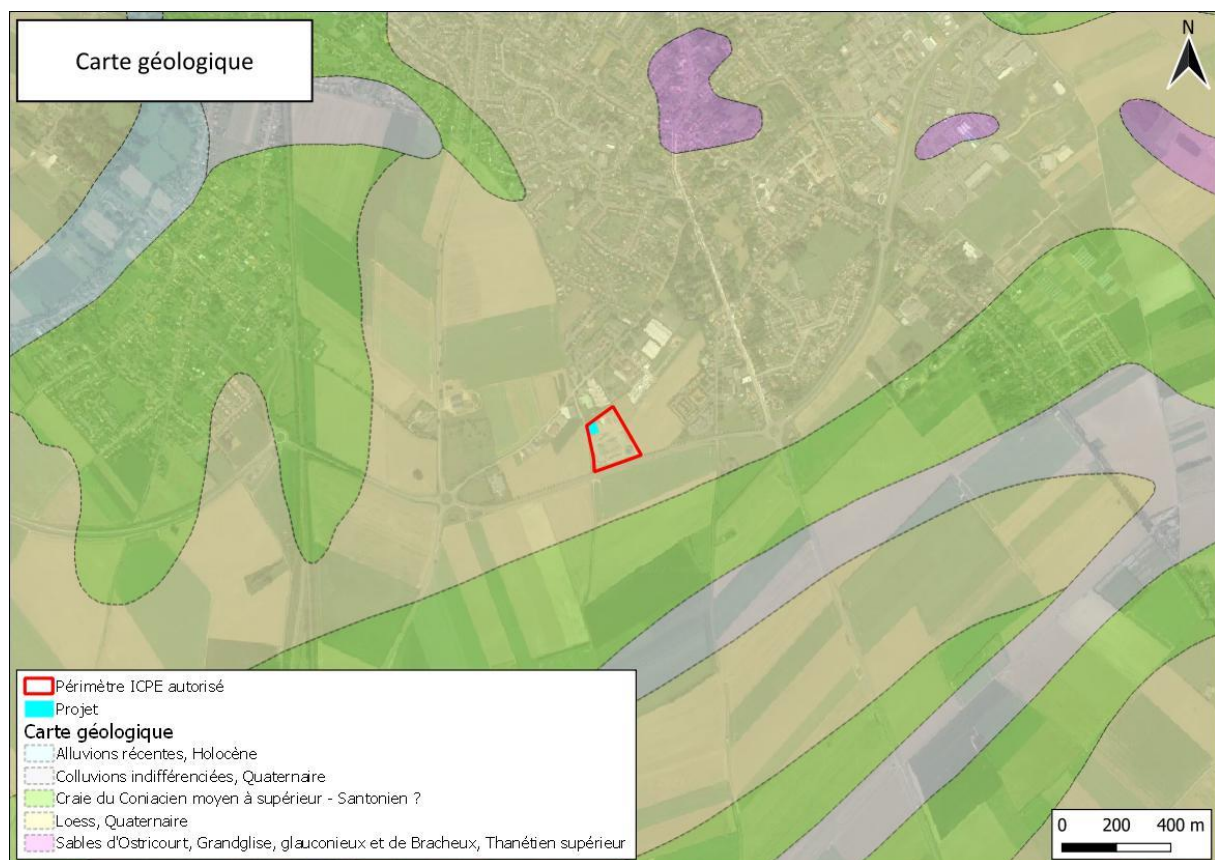 Carte géologique
N
Périmètre ICPE autorisé
Projet
Carte géologique
Alluvions récentes, Holocène
Colluvions indifférenciées, Quaternaire
Craie du Coniacien moyen à supérieur - Santonien ?
Loess, Quaternaire
Sables d'Ostricourt, Grandglise, glauconieux et de Bracheux, Thanétien supérieur
0 200 400 m